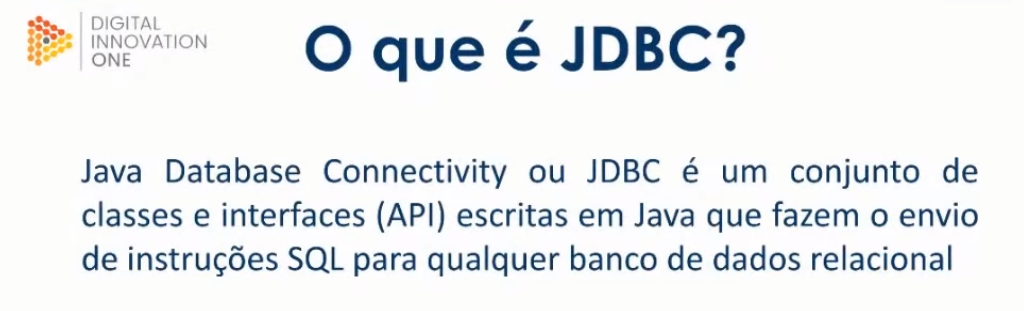 DIGITAL
INNOVATION
ONE
O que é JDBC?
Java Database Connectivity ou JDBC é um conjunto de
classes e interfaces (API) escritas em Java que fazem o envio
de instruções SQL para qualquer banco de dados relacional